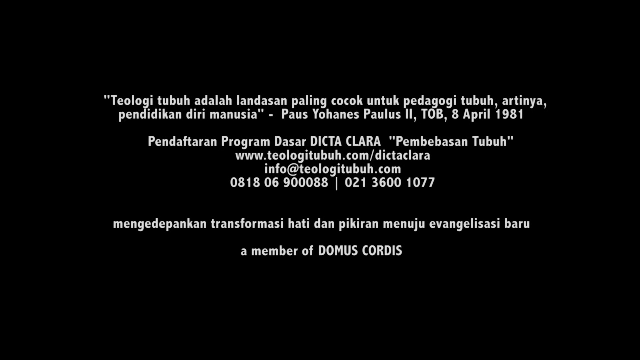 "Teologi tubuh adalah landasan paling cocok untuk pedagogi tubuh, artinya,
pendidikan diri manusia" - Paus Yohanes Paulus II, TOB, 8 April 1981
Pendaftaran Program Dasar DICTA CLARA "Pembebasan Tubuh"
www.teologitubuh.com/dictaclara
info@teologitubuh.com
0818 06 900088 | 021 3600 1077
mengedepankan transformasi hati dan pikiran menuju evangelisasi baru
a member of DOMUS CORDIS